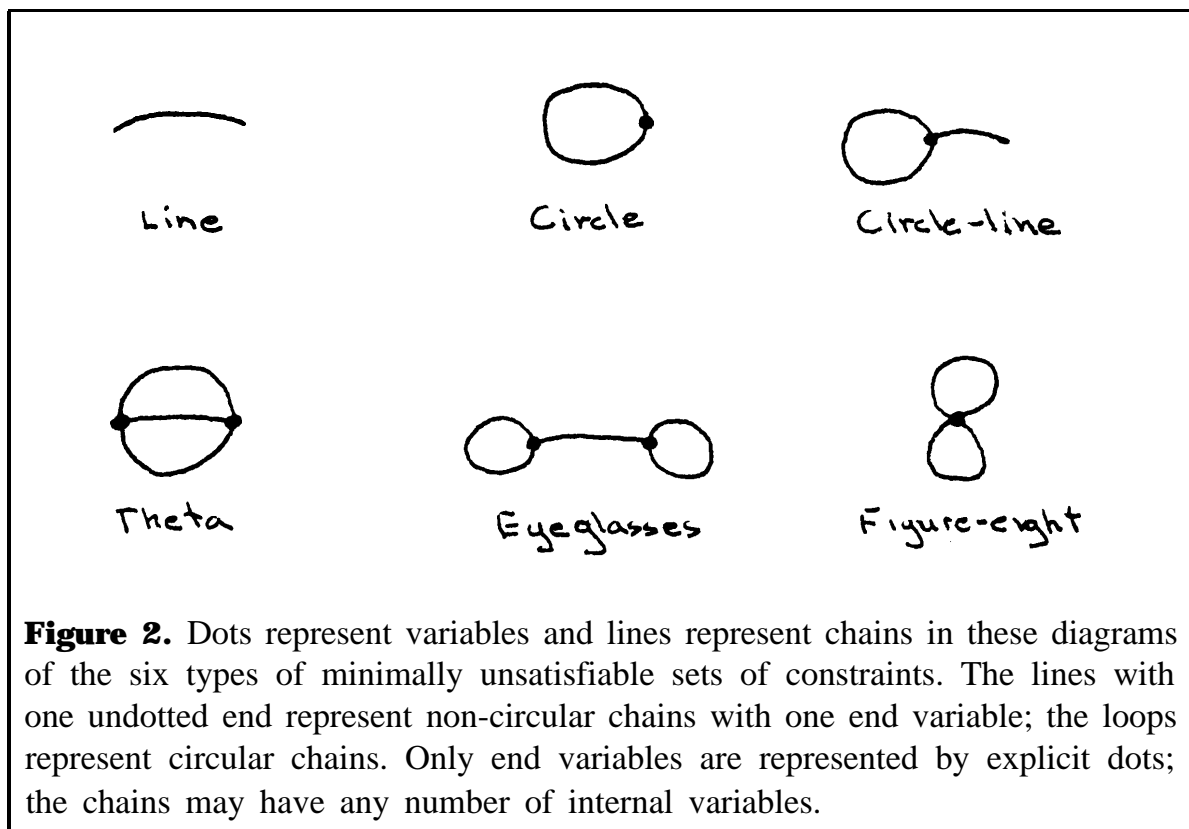 Line
Circle
Circle-line
Theta
Eyeglasses
Figure-eight
Figure 2. Dots represent variables and lines represent chains in these diagrams
of the six types of minimally unsatisfiable sets of constraints. The lines with
one undotted end represent non-circular chains with one end variable; the loops
represent circular chains. Only end variables are represented by explicit dots;
the chains may have any number of internal variables.